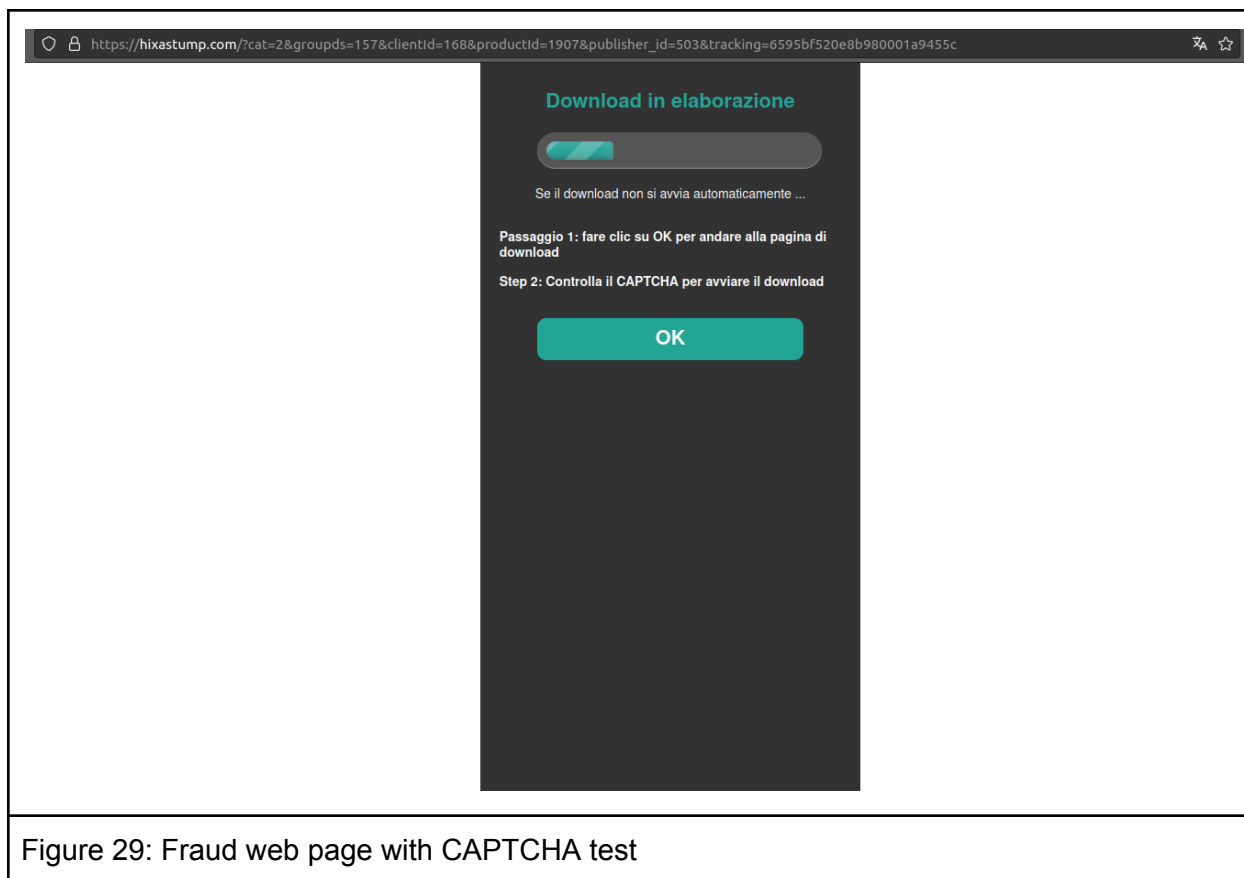 https://hixastump.com/?cat=2&groupds=157&clientId=168&productId=1907&publisher_id=503&tracking=6595bf520e8b980001a9455c
Download in elaborazione
Se il download non si avvia automaticamente ...
Passaggio 1: fare clic su OK per andare alla pagina di
download
Step 2: Controlla il CAPTCHA per avviare il download
OK
Figure 29: Fraud web page with CAPTCHA test